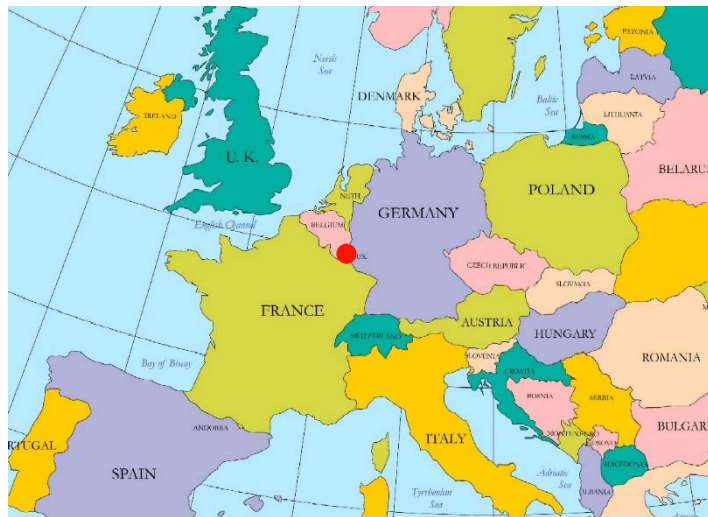 ESTONIA
North
Sea
LATVIA
DENMARK
Baltic
Sea
LITHUANIA
IRELAND
RUSSIA
U. K.
BELARUS
NETH.
POLAND
GERMANY
English Channel
BELGIUM
UX.
CZECH REPUBLIC
SLOVAKIA
FRANCE
AUSTRIA
SWITZERLAND
HUNGARY
SLOVENIA
ROMANIA
Bay of Biscay
CROATIA
BOSNIA
SERBIA
ANDORRA
MONTENEGRO
KOSOVO
BULGAR
RTUGAL
ITALY
MACEDONIA
SPAIN
Adriatic
Sea
ALBANIA
Tyrrhenian
Sea